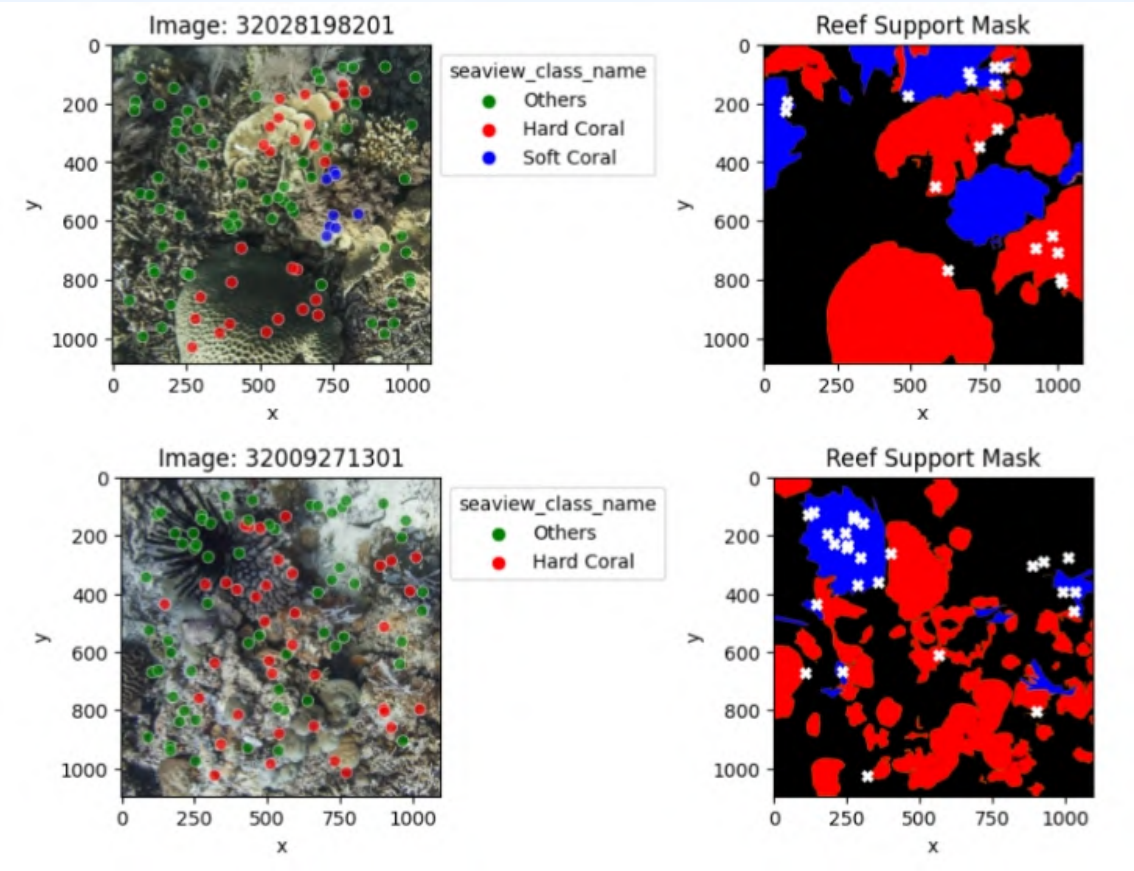 Image: 32028198201
Reef Support Mask
seaview_class_name
Others
Hard Coral
Soft Coral
0
200
400
600
800
1000
y
0 250 500 750 1000
x
0
200
400
600
800
1000
y
0 250 500 750 1000
x
Image: 32009271301
Reef Support Mask
seaview_class_name
Others
Hard Coral
0
200
400
600
800
1000
y
0 250 500 750 1000
x
0
200
400
600
800
1000
y
0 250 500 750 1000
x